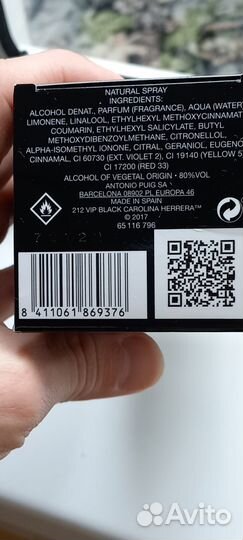 NATURAL SPRAY
INGREDIENTS:
ALCOHOL DENAT., PARFUM (FRAGRANCE), AQUA (WATER
LIMONENE, LINALOOL, ETHYLHEXYL METHOXYCINNAMAT
COUMARIN, ETHYLHEXYL SALICYLATE, BUTYL
METHOXYDIBENZOYLMETHANE, CITRONELLOL,
ALPHA-ISOMETHYL IONONE, CITRAL, GERANIOL, EUGENO
CINNAMAL, CI 60730 (EXT. VIOLET 2), CI 19140 (YELLOW 5
CI 17200 (RED 33)
ALCOHOL OF VEGETAL ORIGIN • 80%VOL
ANTONIO PUIG SA
BARCELONA 08902 PL EUROPA 46
MADE IN SPAIN
212 VIP BLACK CAROLINA HERRERA™
© 2017
65116796
8 411061 869376
Avito